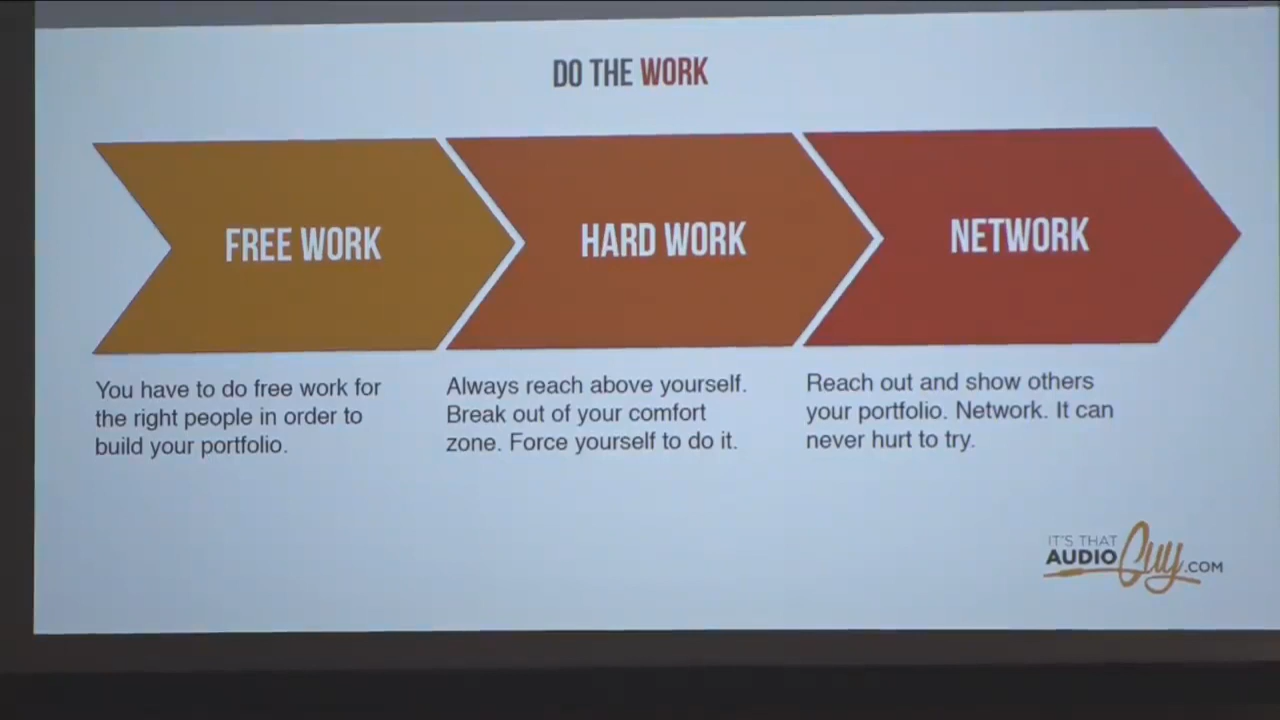 DO THE WORK
FREE WORK
HARD WORK
NETWORK
You have to do free work for
the right people in order to
build your portfolio.
Always reach above yourself.
Break out of your comfort
zone. Force yourself to do it.
Reach out and show others
your portfolio. Network. It can
never hurt to try.
IT'S THAT
AUDIO Guy.COM